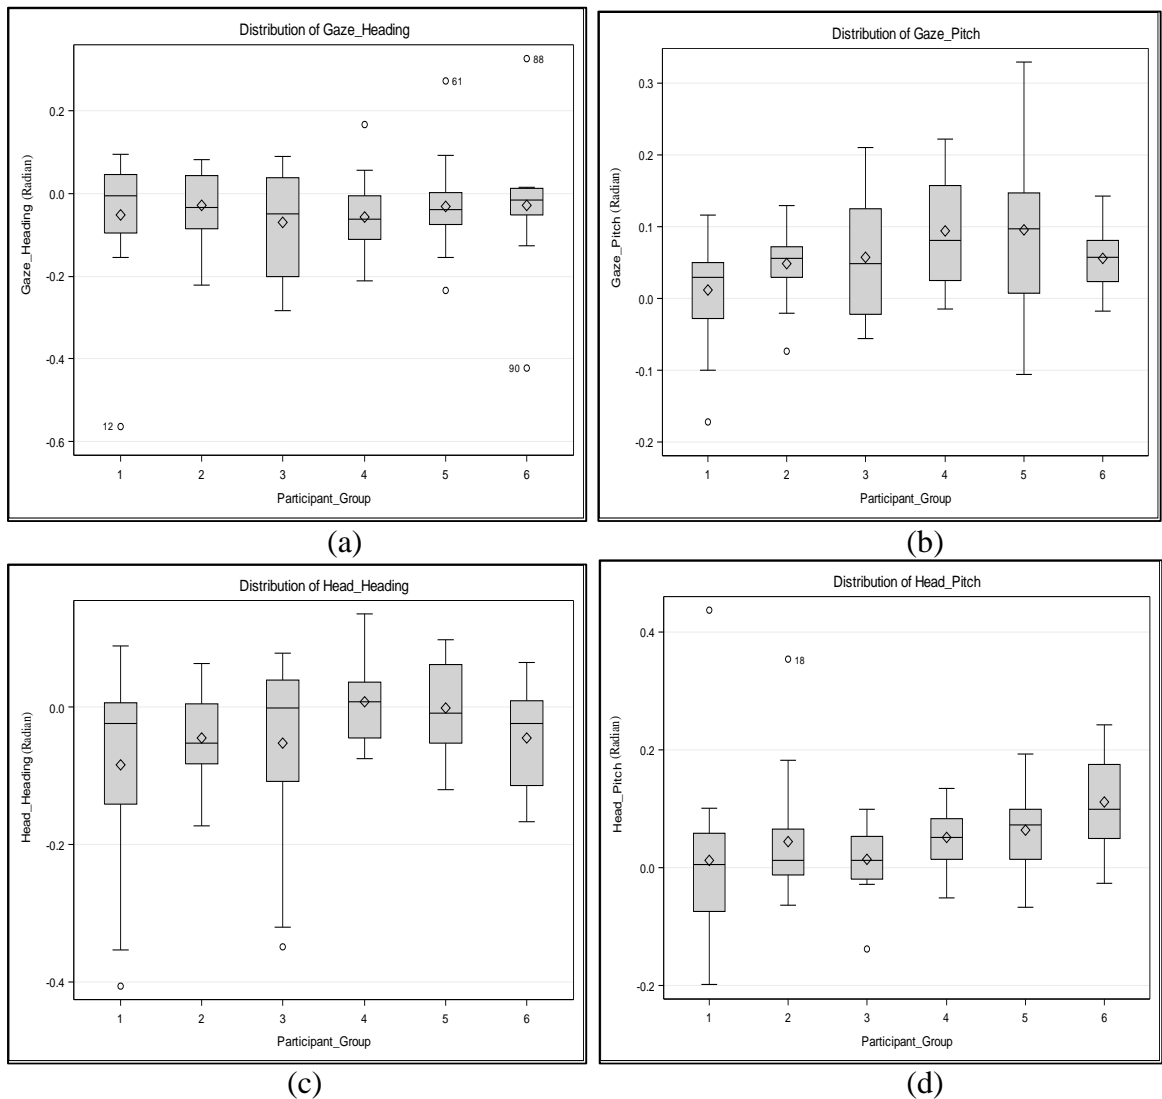 Distribution of Gaze_Heading
88
61
0.2
0.0
-0.2
-0.4
90
12
-0.6
Gaze_Heading (Radian)
1 2 3 4 5 6
Participant_Group
(a)
Distribution of Gaze_Pitch
0.3
0.2
0.1
0.0
-0.1
-0.2
Gaze_Pitch (Radian)
1 2 3 4 5 6
Participant_Group
(b)
Distribution of Head_Heading
0.0
-0.2
-0.4
Head_Heading (Radian)
1 2 3 4 5 6
Participant_Group
(c)
Distribution of Head_Pitch
0.4
18
0.2
0.0
-0.2
Head_Pitch (Radian)
1 2 3 4 5 6
Participant_Group
(d)